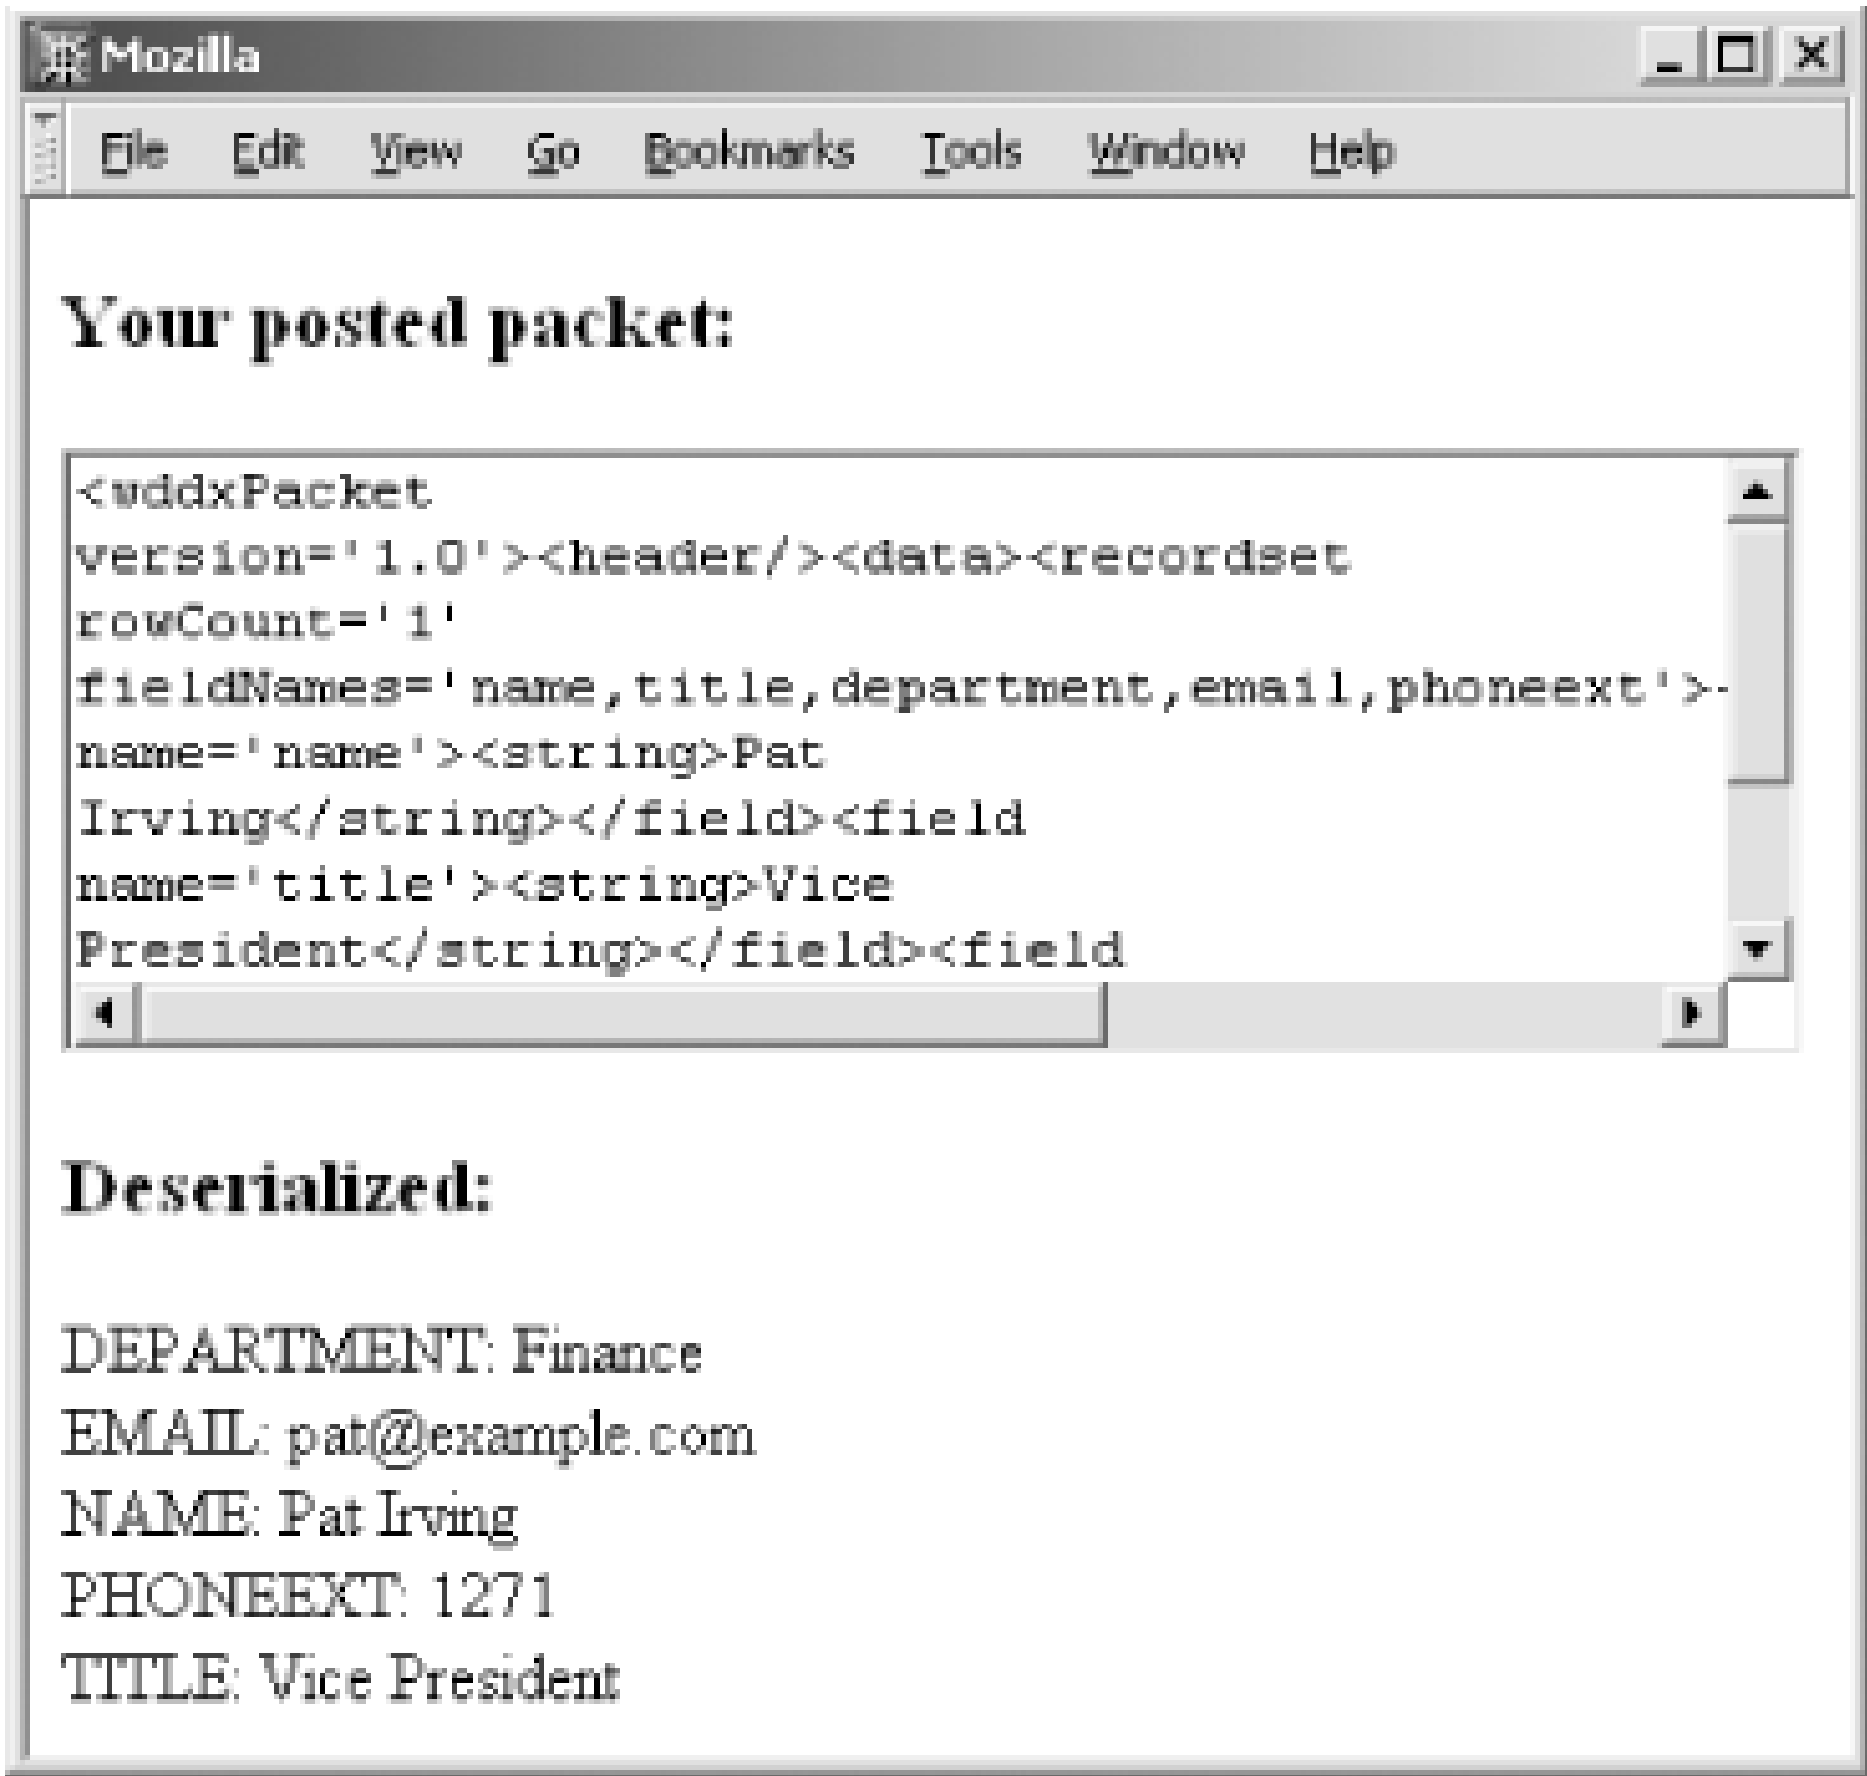 Mozilla
File Edit View Go Bookmarks Tools Window Help
Your posted packet:
<wddxPacket
version='1.0'><header/><data><recordset
rowCount='1'
fieldNames='name,title,department,email,phoneext'>
name='name'><string>Pat
Irving</string></field><field
name='title'><string>Vice
President</string></field><field
Deserialized:
DEPARTMENT: Finance
EMAIL: pat@example.com
NAME: Pat Irving
PHONEEXT: 1271
TITLE: Vice President